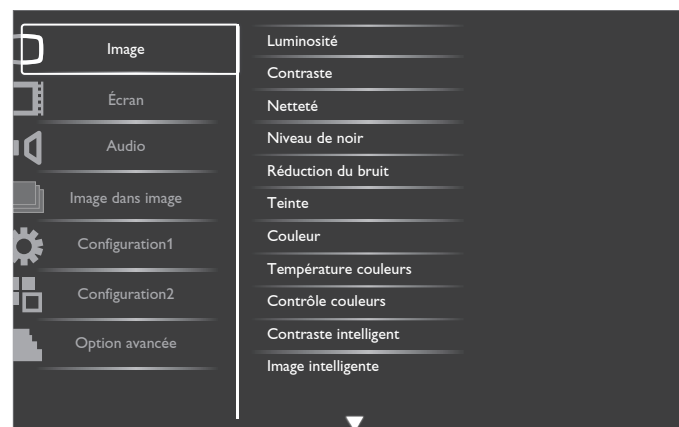 Image
Écran
Audio
Image dans image
Configuration1
Configuration2
Option avancée
Luminosité
Contraste
Netteté
Niveau de noir
Réduction du bruit
Teinte
Couleur
Température couleurs
Contrôle couleurs
Contraste intelligent
Image intelligente